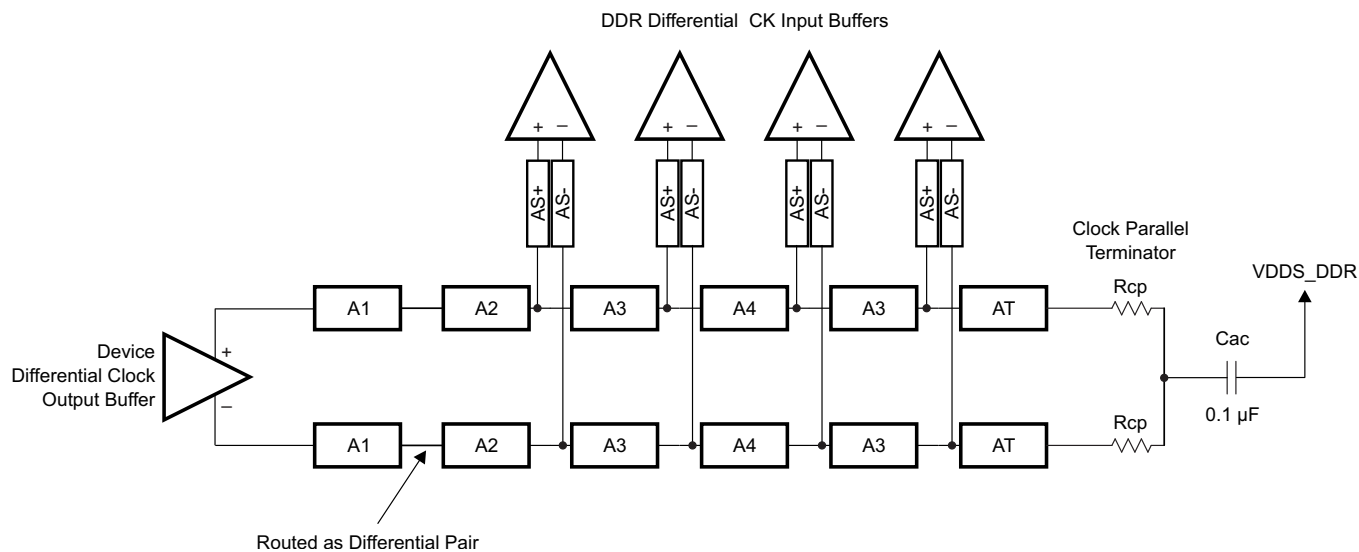 DDR Differential CK Input Buffers
+ –
+ –
+ –
+ –
AS+
AS-
AS+
AS-
AS+
AS-
AS+
AS-
Clock Parallel
Terminator
VDDS_DDR
A1
A2
A3
A4
A3
AT
Rcp
Device
Differential Clock
Output Buffer
+
–
Cac
0.1 µF
A1
A2
A3
A4
A3
AT
Rcp
Routed as Differential Pair